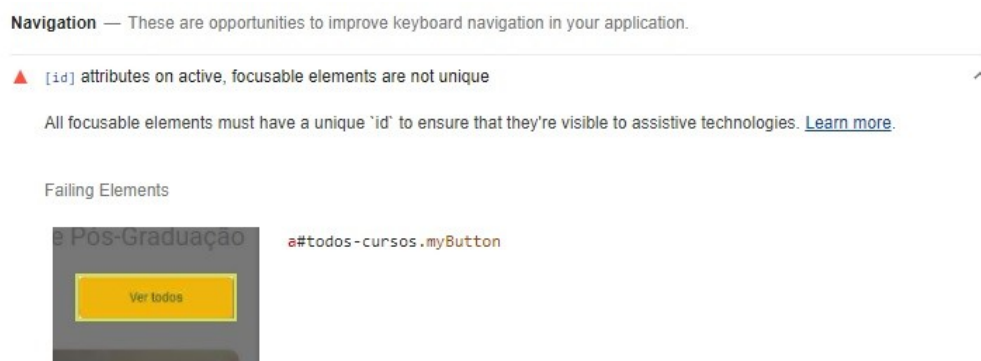 Navigation — These are opportunities to improve keyboard navigation in your application.
[id] attributes on active, focusable elements are not unique
All focusable elements must have a unique `id` to ensure that they're visible to assistive technologies. Learn more.
Failing Elements
e Pós-Graduação
a#todos-cursos.myButton
Ver todos